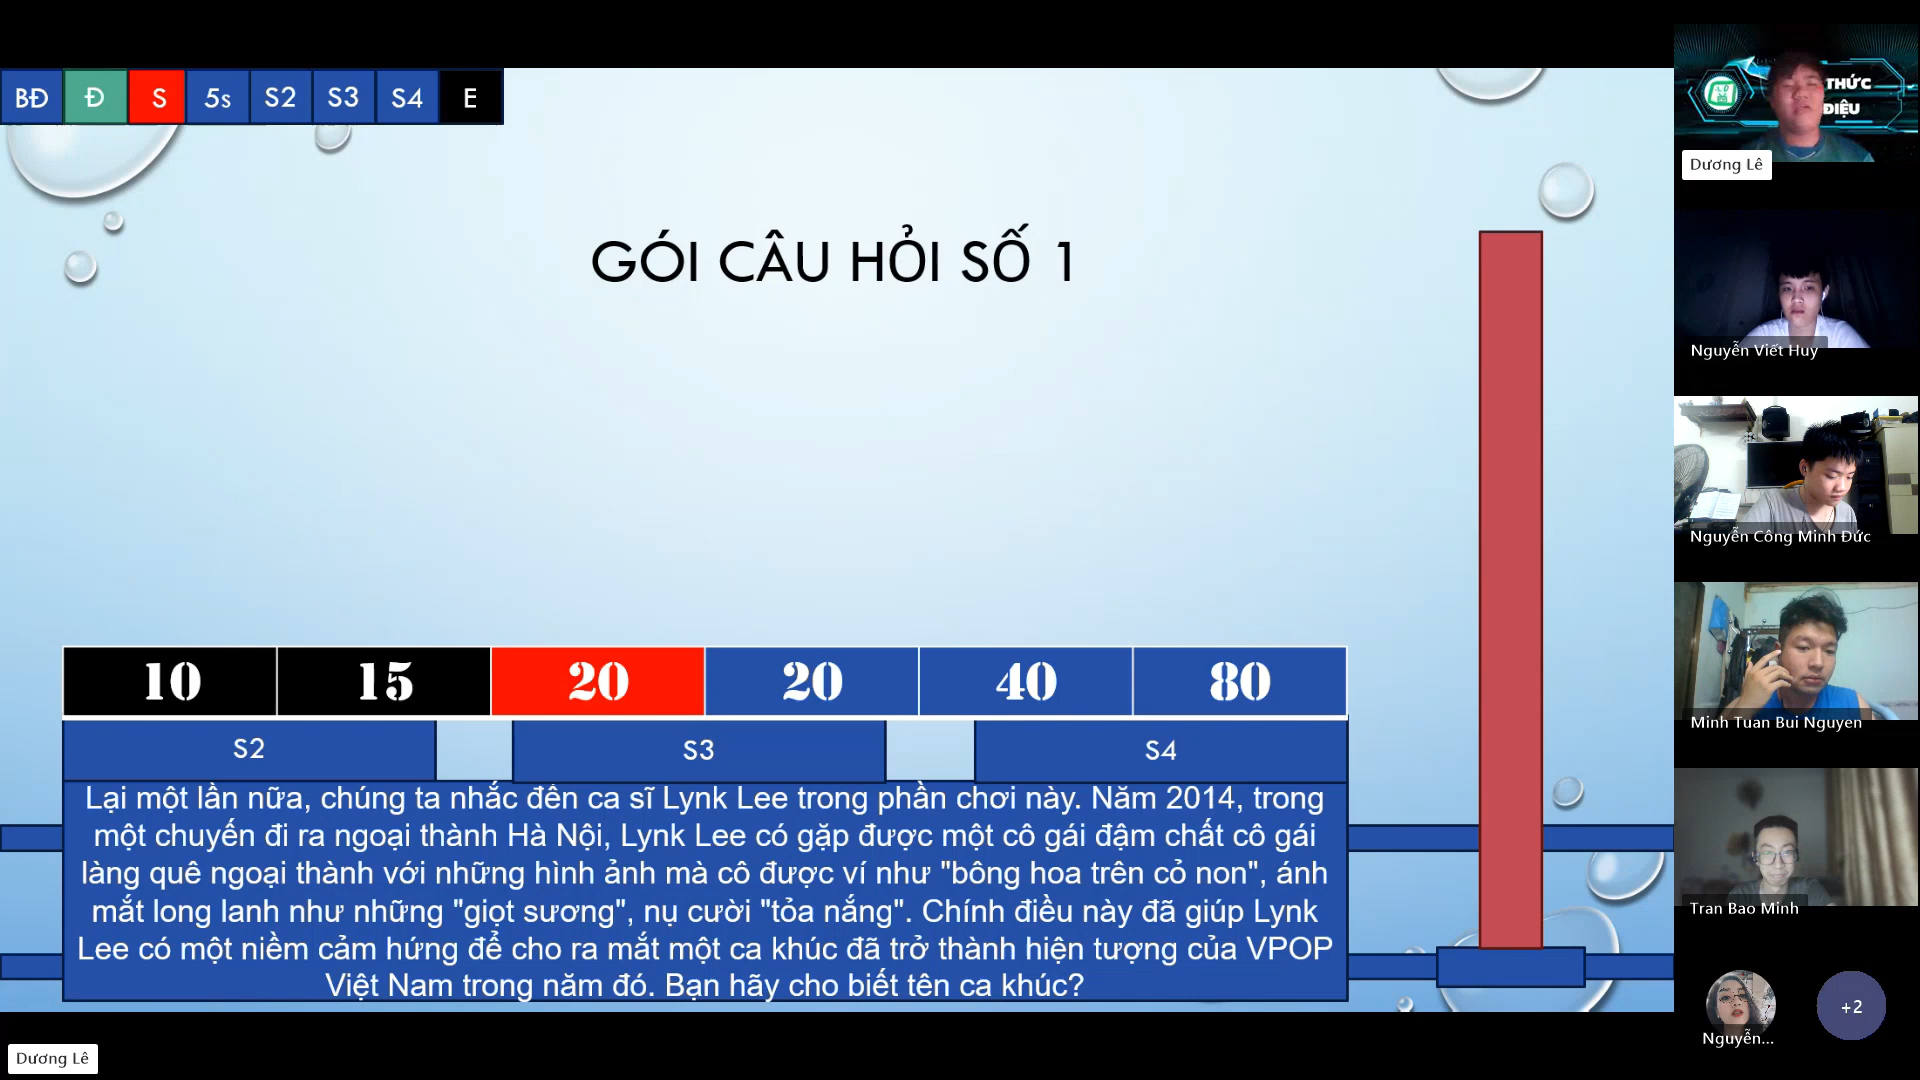 BĐ Đ S 5s S2 S3 S4 E
THỨC
ĐIỆU
Dương Lê
GÓI CÂU HỎI SỐ 1
Nguyễn Viết Huy
Nguyễn Công Minh Đức
10 15 20 20 40 80
Minh Tuan Bui Nguyen
S2 S3 S4
Lại một lần nữa, chúng ta nhắc đến ca sĩ Lynk Lee trong phần chơi này. Năm 2014, trong
một chuyến đi ra ngoại thành Hà Nội, Lynk Lee có gặp được một cô gái đậm chất cô gái
làng quê ngoại thành với những hình ảnh mà cô được ví như "bông hoa trên cỏ non", ánh
mắt long lanh như những "giọt sương", nụ cười "tỏa nắng". Chính điều này đã giúp Lynk
Lee có một niềm cảm hứng để cho ra mắt một ca khúc đã trở thành hiện tượng của VPOP
Việt Nam trong năm đó. Bạn hãy cho biết tên ca khúc?
Tran Bao Minh
+2
Nguyễn...
Dương Lê